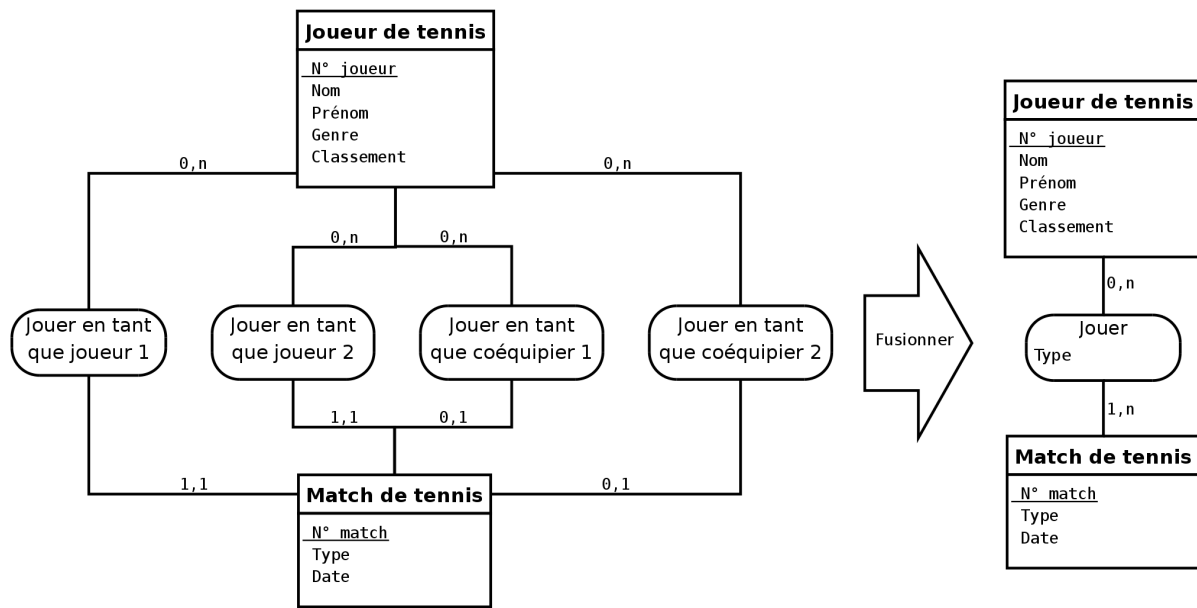 Joueur de tennis
N° joueur
Nom
Prénom
Genre
Classement
0,n
0,n
0,n
0,n
Jouer en tant
que joueur 1
Jouer en tant
que joueur 2
Jouer en tant
que coéquipier 1
Jouer en tant
que coéquipier 2
1,1
0,1
1,1
0,1
Match de tennis
N° match
Type
Date
Fusionner
Joueur de tennis
N° joueur
Nom
Prénom
Genre
Classement
0,n
Jouer
Type
1,n
Match de tennis
N° match
Type
Date